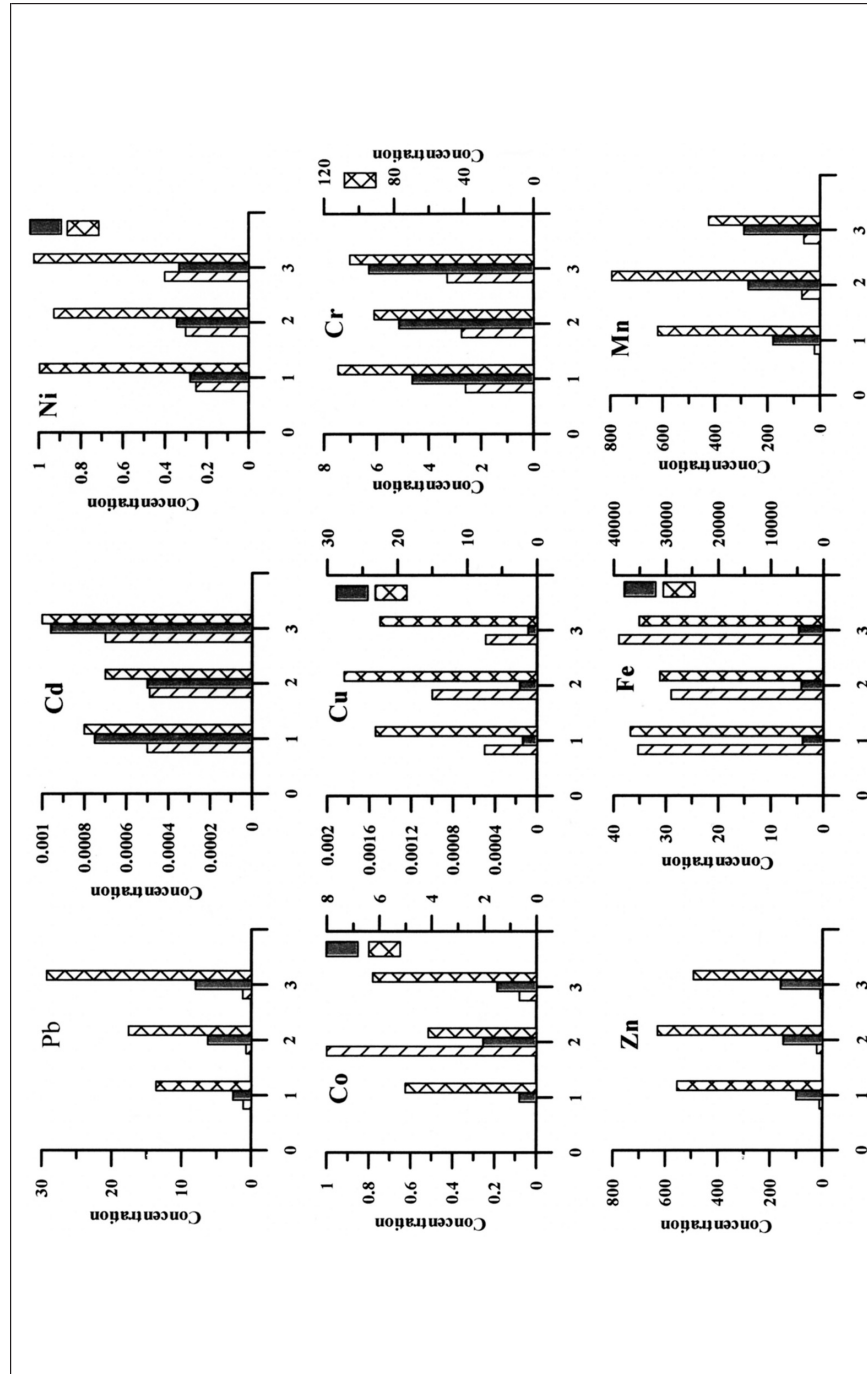 Pb
Concentration
30
20
10
0
0 1 2 3
Cd
Concentration
0.001
0.0008
0.0006
0.0004
0.0002
0
0 1 2 3
Ni
Concentration
1
0.8
0.6
0.4
0.2
0
0 1 2 3
Co
Concentration
1
0.8
0.6
0.4
0.2
0
8
6
4
2
0
0 1 2 3
Cu
0.002
0.0016
0.0012
0.0008
0.0004
0
30
20
10
0
0 1 2 3
Cr
Concentration
8
6
4
2
0
120
80
40
0
Concentration
0 1 2 3
Zn
Concentration
800
600
400
200
0
0 1 2 3
Fe
Concentration
40
30
20
10
0
40000
30000
20000
10000
0
0 1 2 3
Mn
Concentration
800
600
400
200
0
0 1 2 3